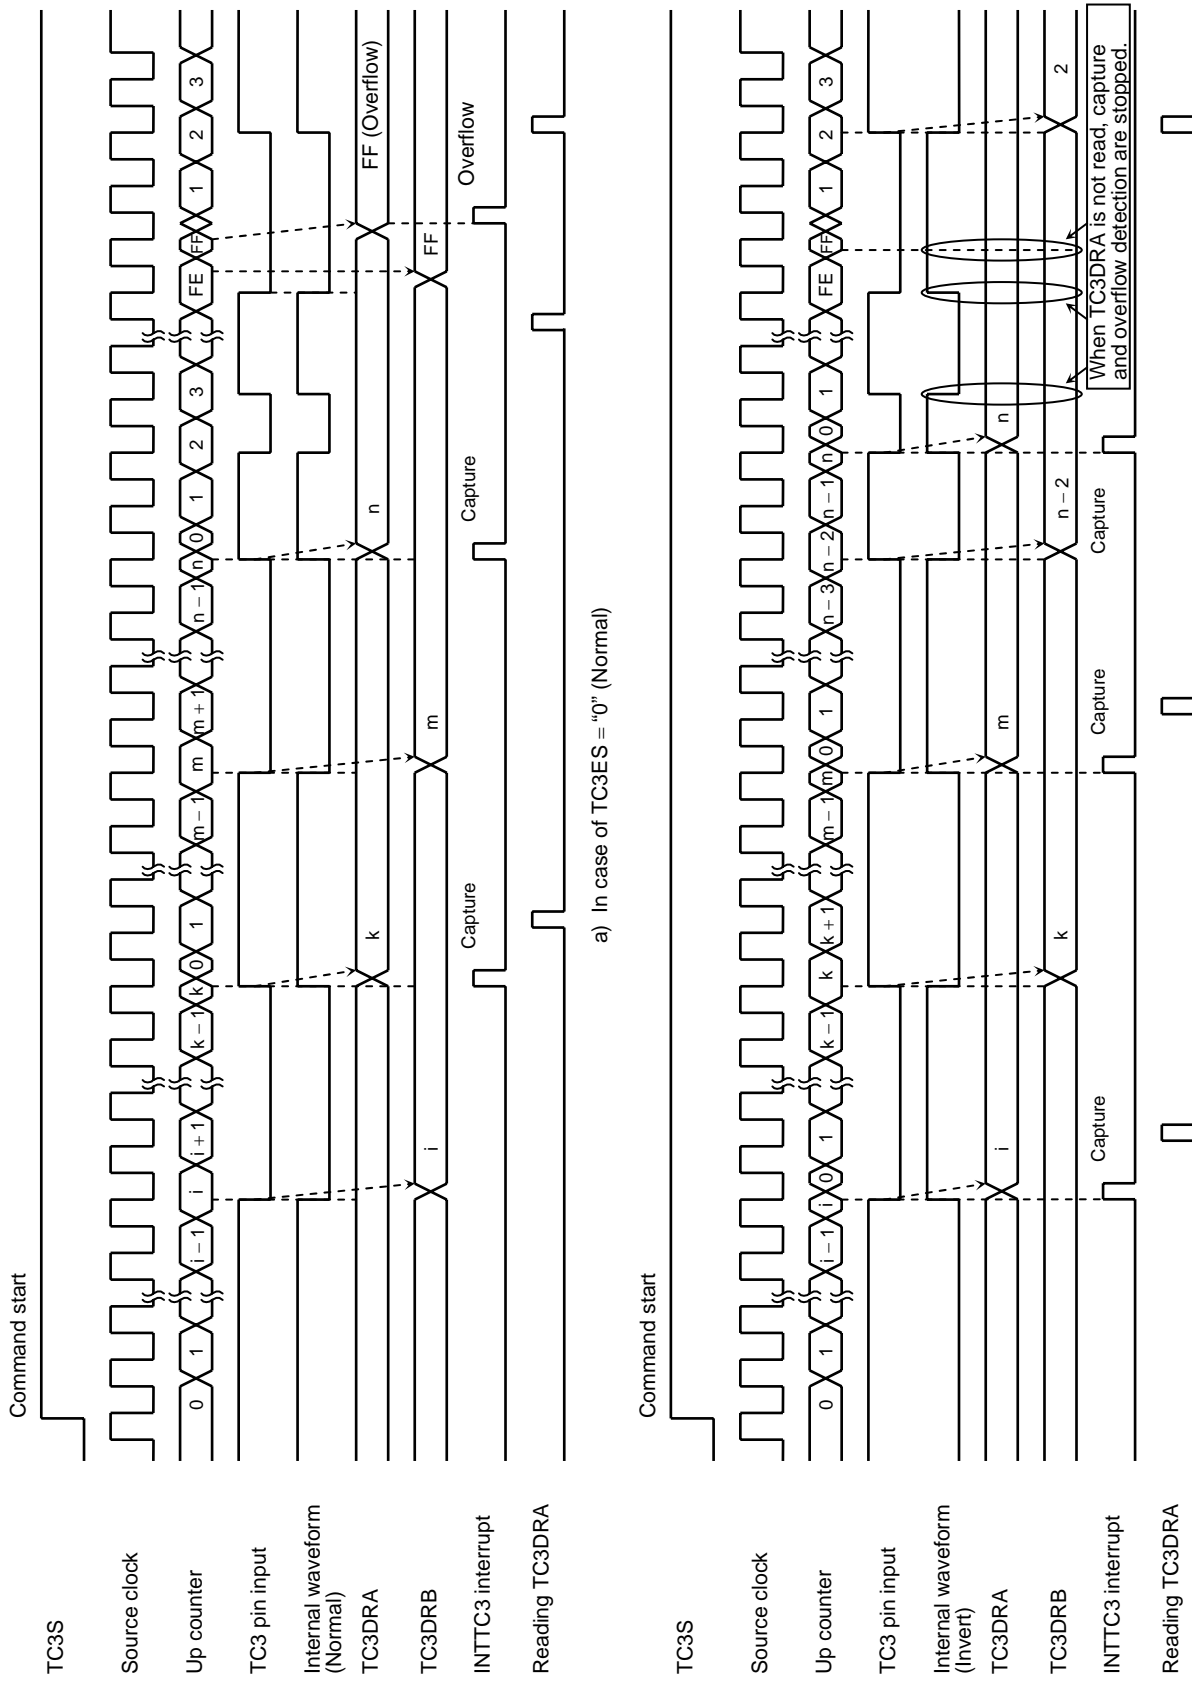 Command start
TC3S
Source clock
Up counter 0 1 i − 1 i i + 1 k − 1 k 0 1 m − 1 m m + 1 n − 1 n 0 1 2 3 FE FF 1 2 3
TC3 pin input
Internal waveform
(Normal)
TC3DRA k n FF (Overflow)
TC3DRB i m FF
Capture Capture Overflow
INTTC3 interrupt
Reading TC3DRA
a) In case of TC3ES = “0” (Normal)
Command start
TC3S
Source clock
Up counter 0 1 i − 1 i 0 1 k − 1 k k + 1 m − 1 m 0 1 n − 3 n − 2 n − 1 n 0 1 FE FF 1 2 3
TC3 pin input
Internal waveform
(Invert)
TC3DRA i m n
TC3DRB k n − 2 2
Capture Capture Capture
INTTC3 interrupt
When TC3DRA is not read, capture
and overflow detection are stopped.
Reading TC3DRA